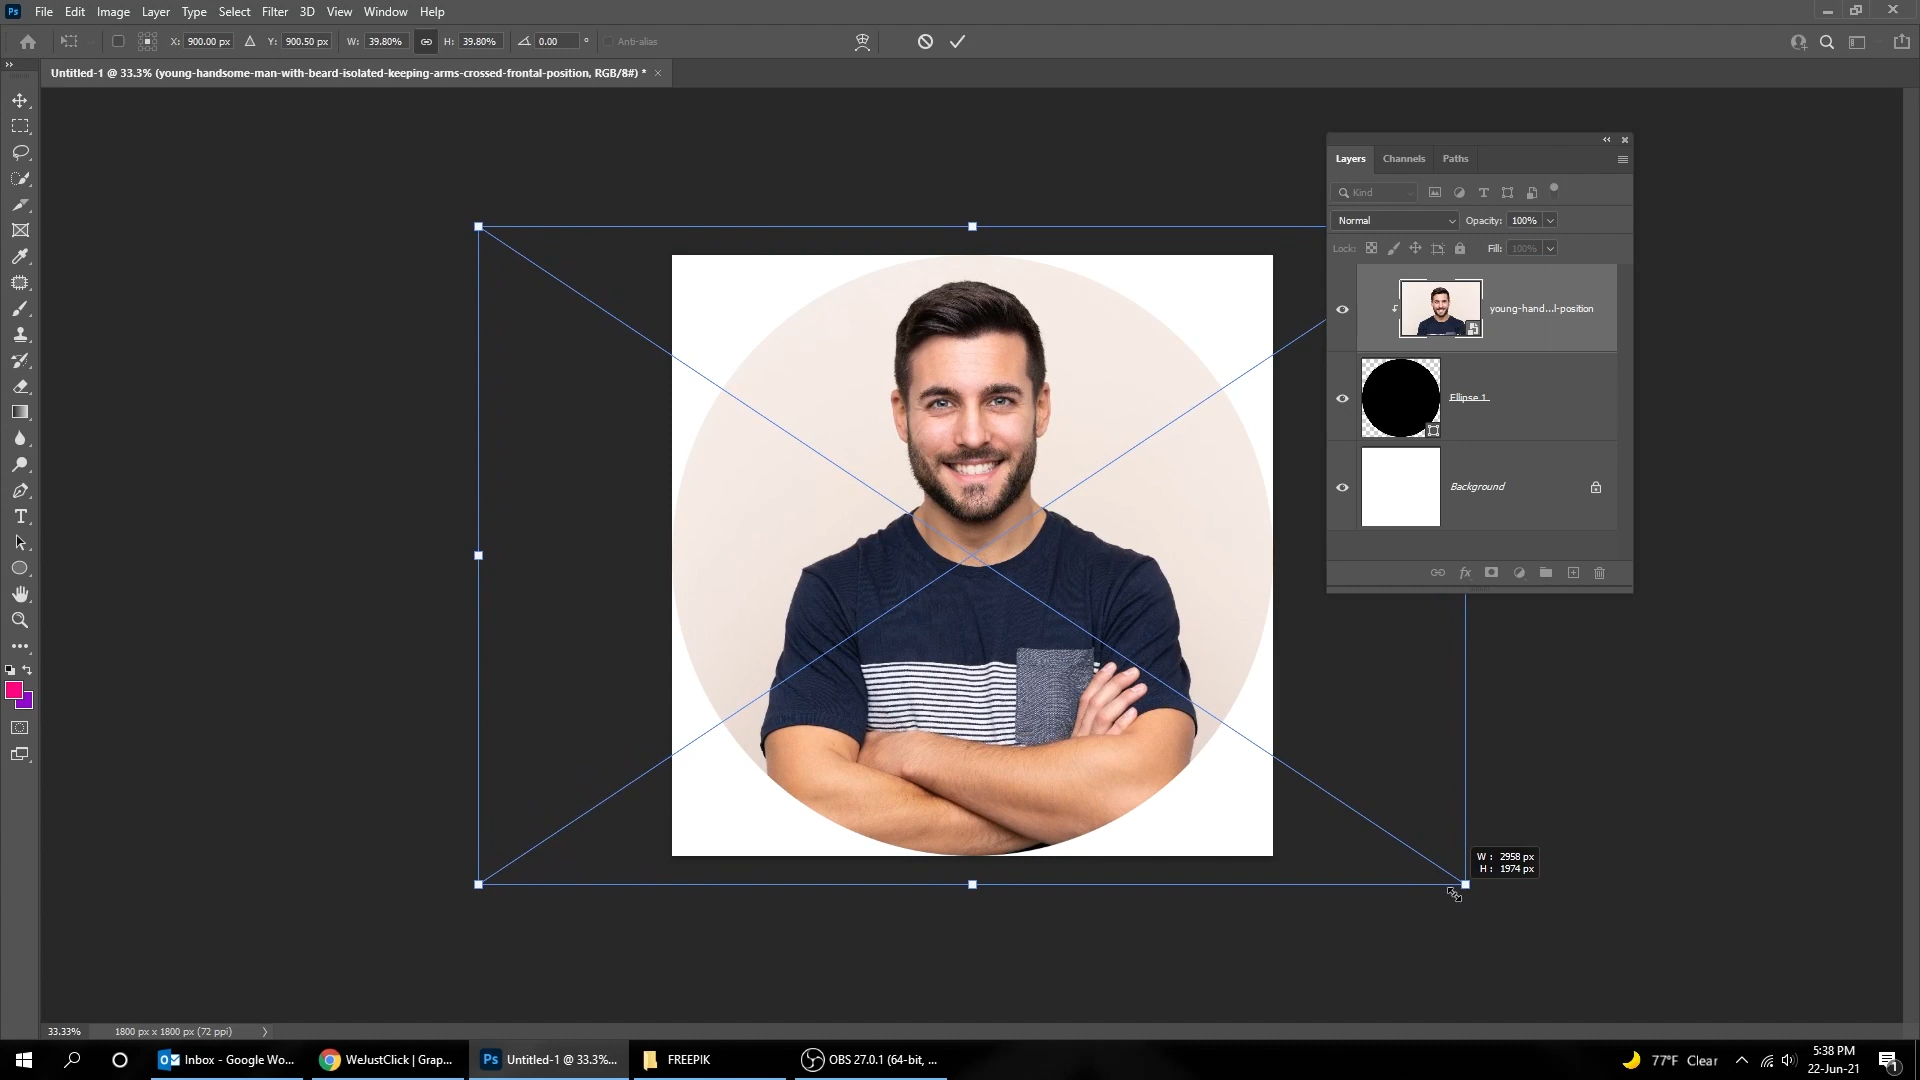 Ps File Edit Image Layer Type Select Filter 3D View Window Help
X: 900.00 px Y: 900.50 px W: 39.80% H: 39.80% 0.00 ° Anti-alias
Untitled-1 @ 33.3% (young-handsome-man-with-beard-isolated-keeping-arms-crossed-frontal-position, RGB/8#) *
Layers Channels Paths
Kind
Normal Opacity: 100%
Lock: Fill: 100%
young-hand...l-position
Ellipse 1
Background
W : 2958 px
H : 1974 px
33.33% 1800 px x 1800 px (72 ppi)
Inbox - Google Wo... WeJustClick | Grap... Ps Untitled-1 @ 33.3%... FREEPIK OBS 27.0.1 (64-bit, ... 77°F Clear
5:38 PM
22-Jun-21
1